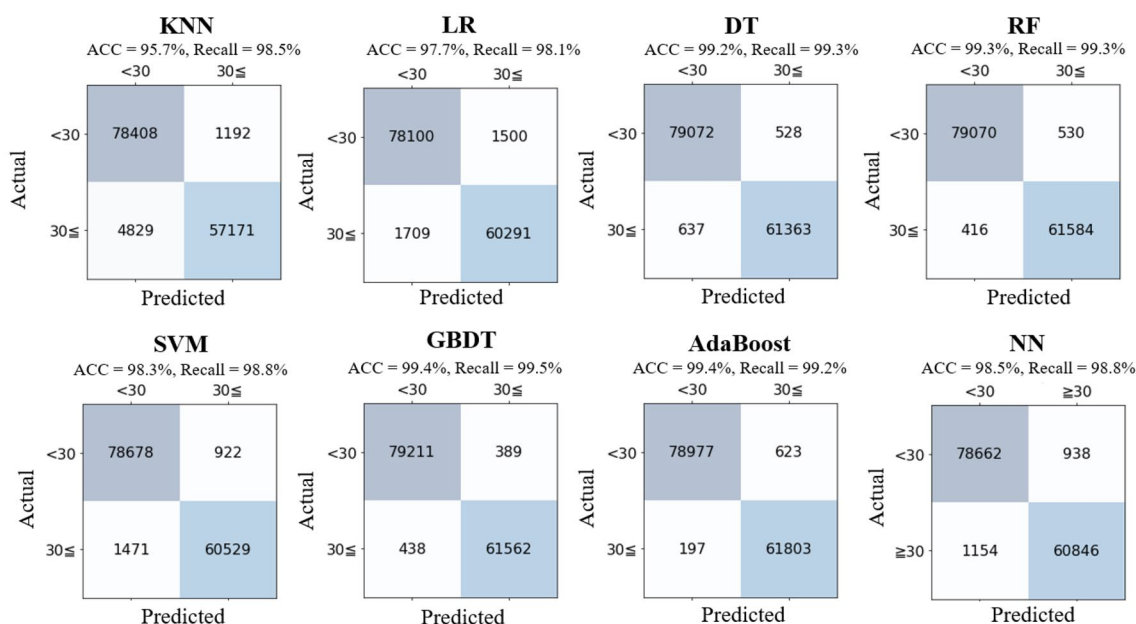 KNN
ACC = 95.7%, Recall = 98.5%
<30 30≦
Actual
<30 78408 1192
30≦ 4829 57171
Predicted
LR
ACC = 97.7%, Recall = 98.1%
<30 30≦
Actual
<30 78100 1500
30≦ 1709 60291
Predicted
DT
ACC = 99.2%, Recall = 99.3%
<30 30≦
Actual
<30 79072 528
30≦ 637 61363
Predicted
RF
ACC = 99.3%, Recall = 99.3%
<30 30≦
Actual
<30 79070 530
30≦ 416 61584
Predicted
SVM
ACC = 98.3%, Recall = 98.8%
<30 30≦
Actual
<30 78678 922
30≦ 1471 60529
Predicted
GBDT
ACC = 99.4%, Recall = 99.5%
<30 30≦
Actual
<30 79211 389
30≦ 438 61562
Predicted
AdaBoost
ACC = 99.4%, Recall = 99.2%
<30 30≦
Actual
<30 78977 623
30≦ 197 61803
Predicted
NN
ACC = 98.5%, Recall = 98.8%
<30 ≧30
Actual
<30 78662 938
≧30 1154 60846
Predicted